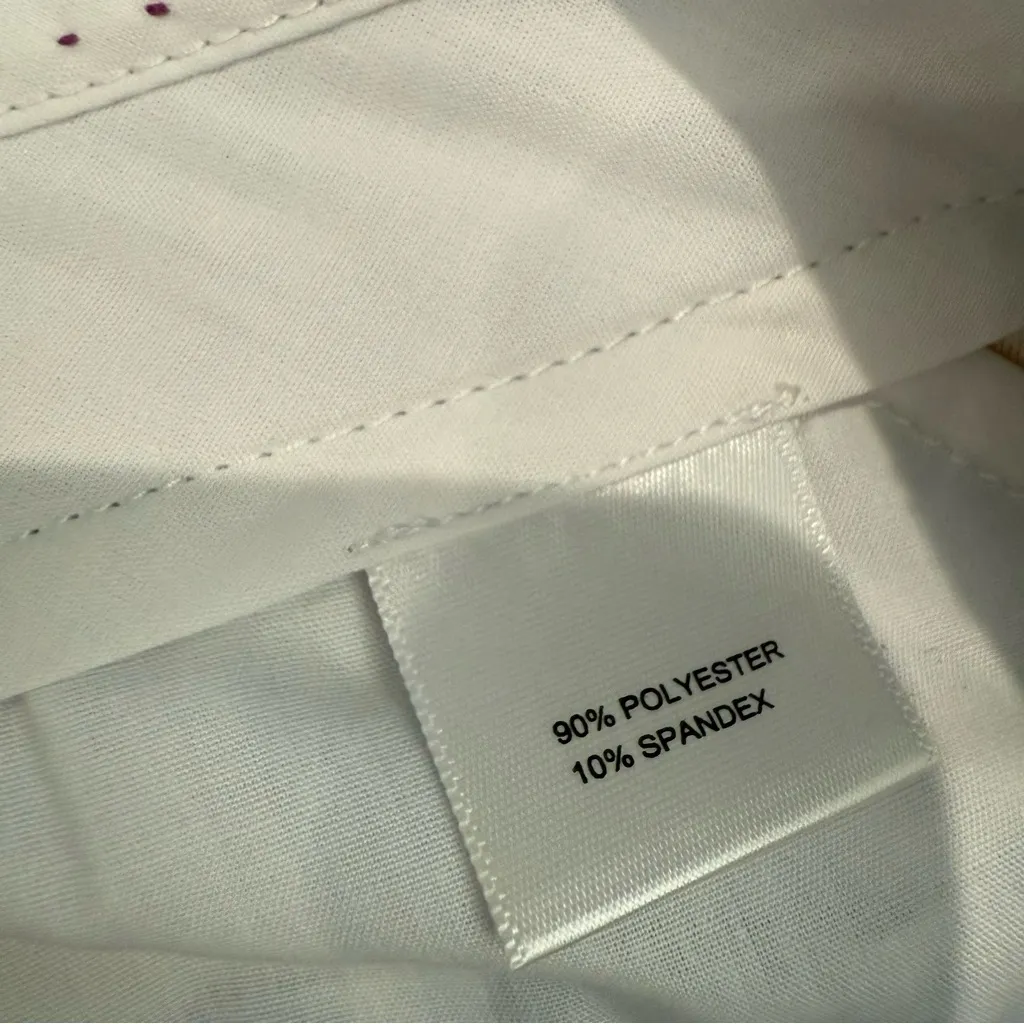 90% POLYESTER
10% SPANDEX